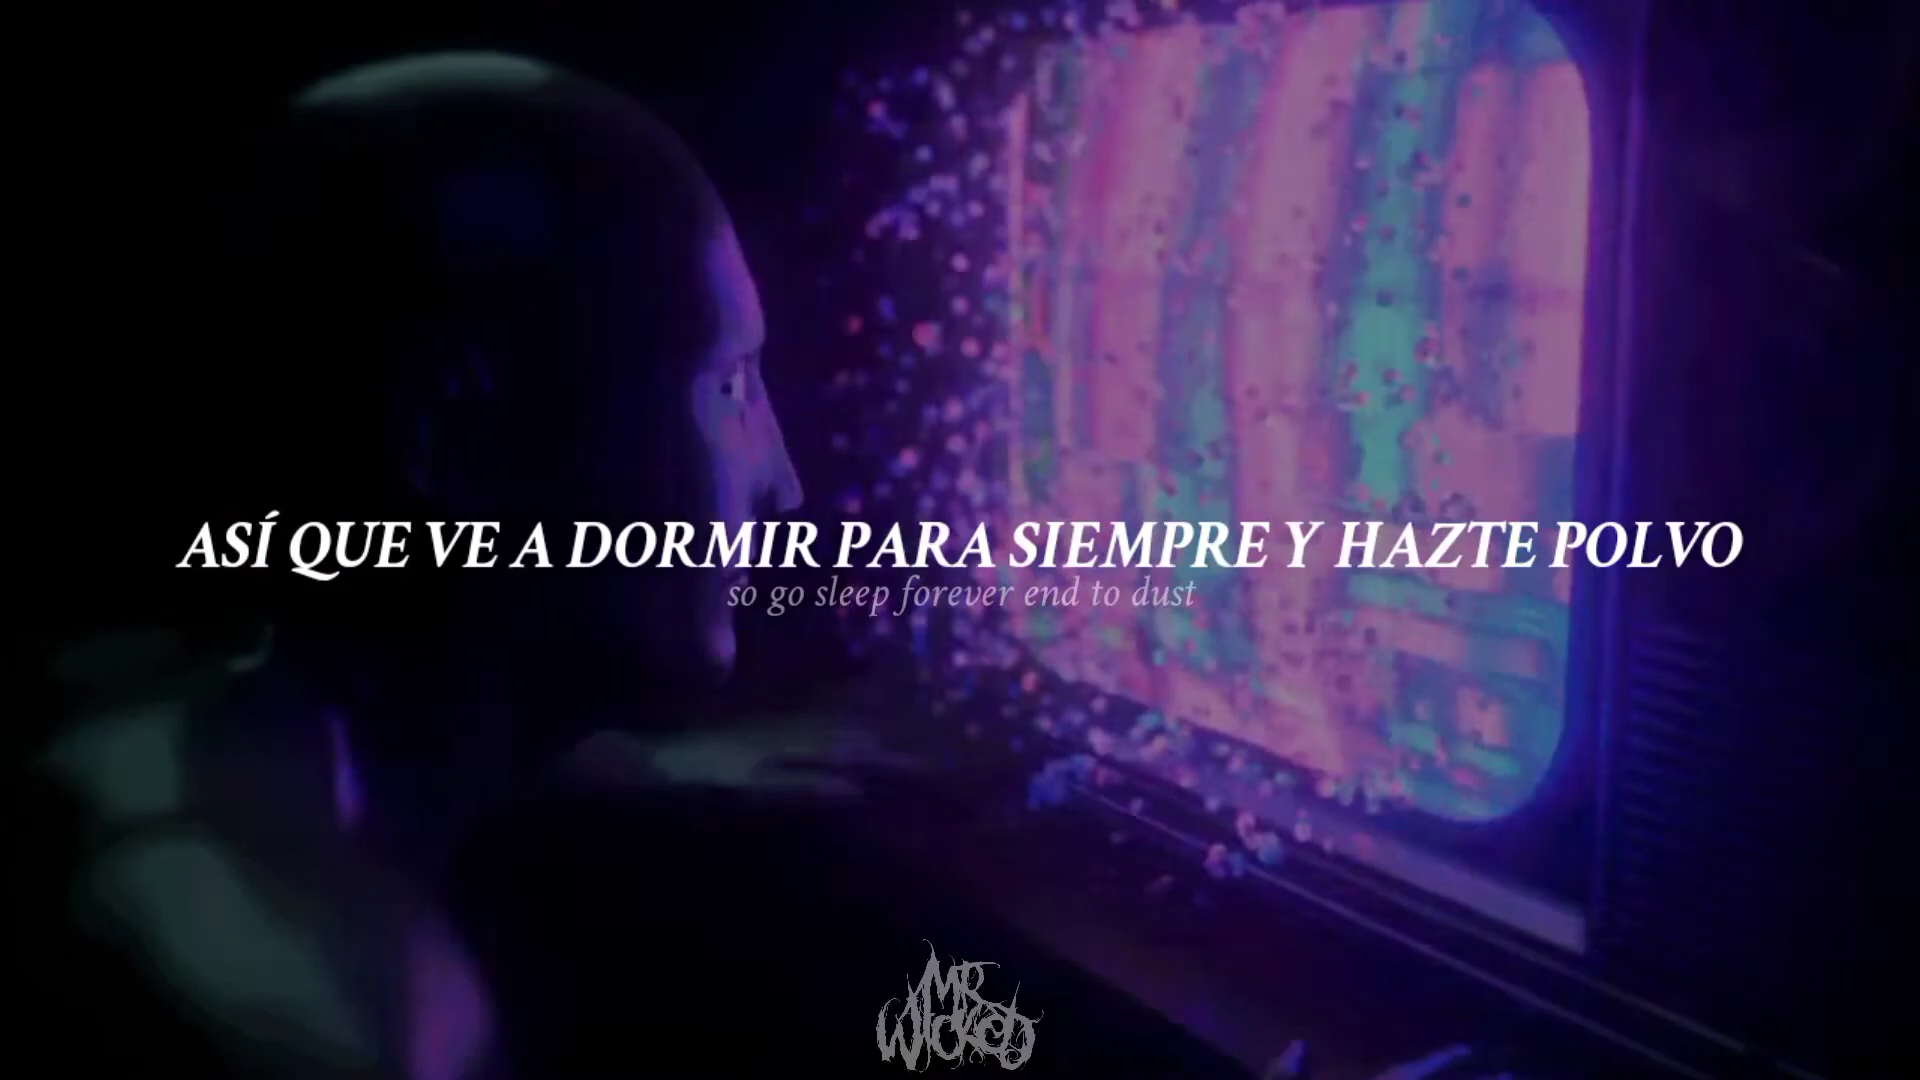 ASÍ QUE VE A DORMIR PARA SIEMPRE Y HAZTE POLVO
so go sleep forever end to dust
MR
WICKED